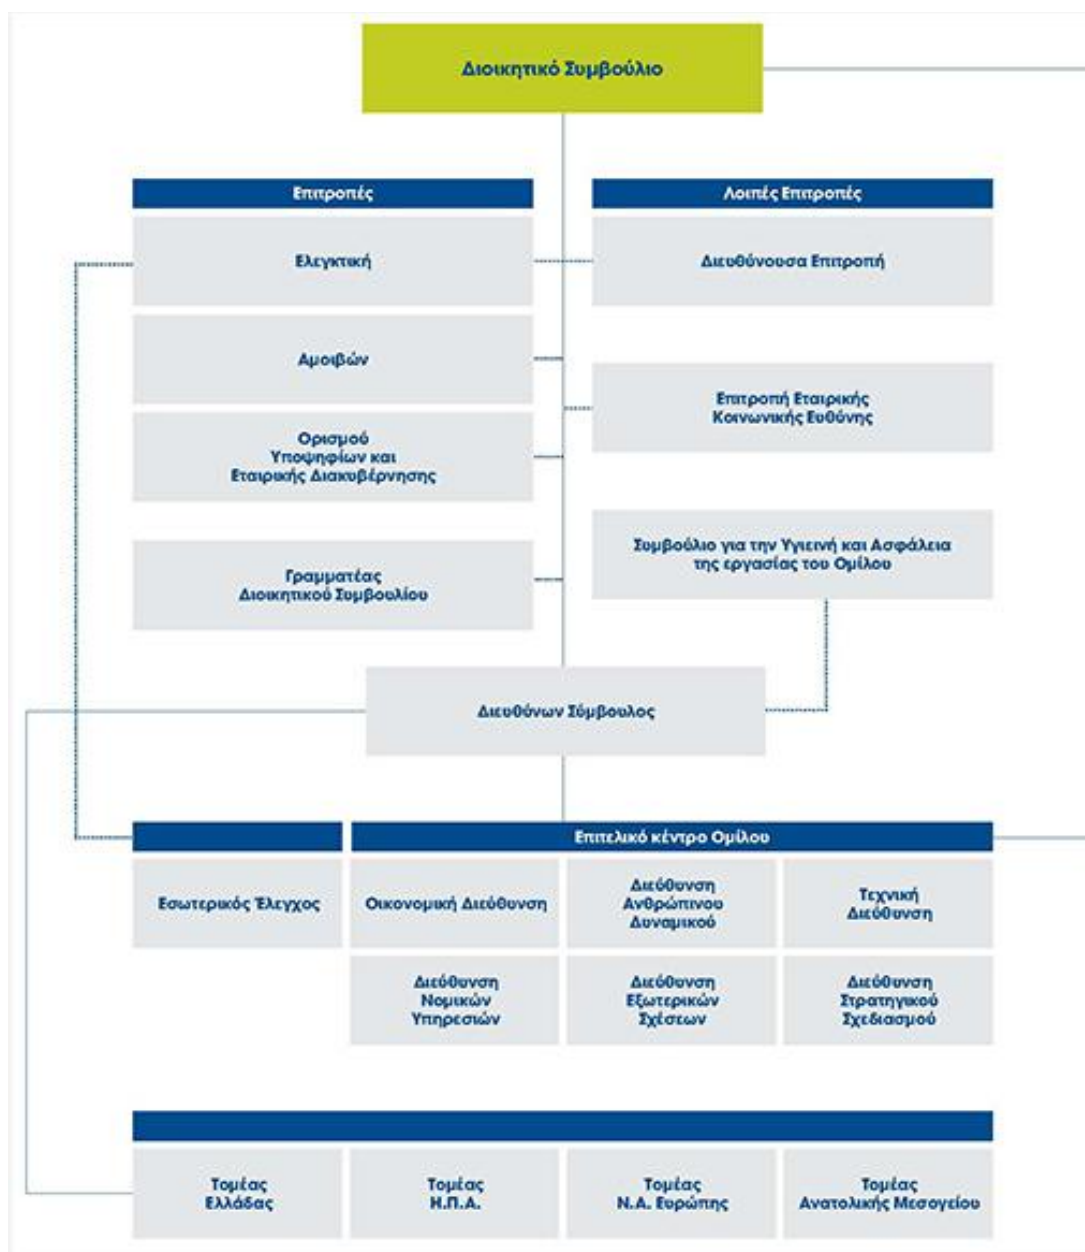 Διοικητικό Συμβούλιο
Επιτροπές
Ελεγκτική
Αμοιβών
Ορισμού
Υποψηφίων και
Εταιρικής Διακυβέρνησης
Γραμματέας
Διοικητικού Συμβουλίου
Λοιπές Επιτροπές
Διευθύνουσα Επιτροπή
Επιτροπή Εταιρικής
Κοινωνικής Ευθύνης
Συμβούλιο για την Υγιεινή και Ασφάλεια
της εργασίας του Ομίλου
Διευθύνων Σύμβουλος
Επιτελικό κέντρο Ομίλου
Εσωτερικός Έλεγχος
Οικονομική Διεύθυνση
Διεύθυνση
Ανθρώπινου
Δυναμικού
Τεχνική
Διεύθυνση
Διεύθυνση
Νομικών
Υπηρεσιών
Διεύθυνση
Εξωτερικών
Σχέσεων
Διεύθυνση
Στρατηγικού
Σχεδιασμού
Τομέας
Ελλάδας
Τομέας
Η.Π.Α.
Τομέας
Ν.Α. Ευρώπης
Τομέας
Ανατολικής Μεσογείου